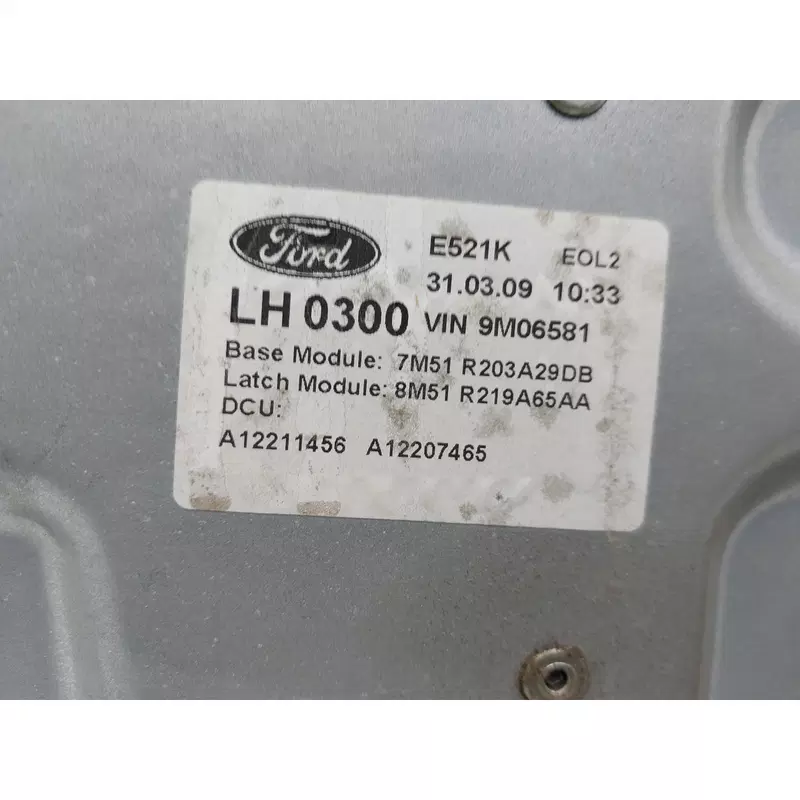 Ford E521K EOL2
31.03.09 10:33
LH 0300 VIN 9M06581
Base Module: 7M51 R203A29DB
Latch Module: 8M51 R219A65AA
DCU:
A12211456 A12207465